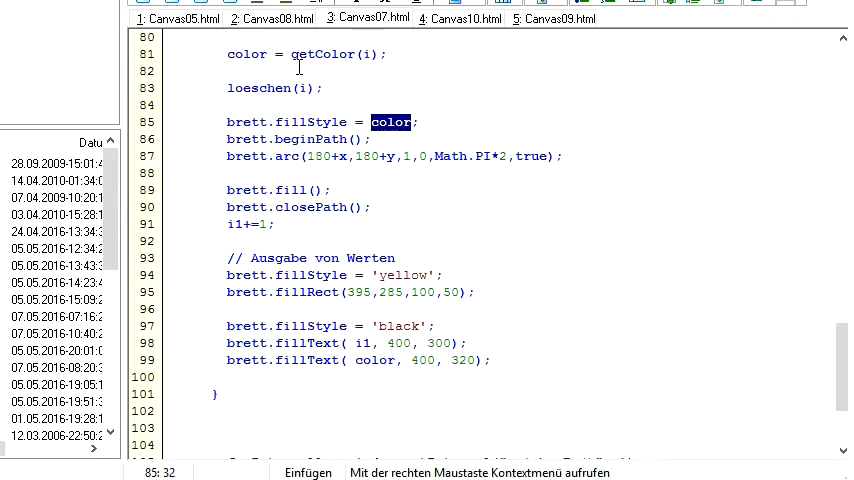 1: Canvas05.html 2: Canvas08.html 3: Canvas07.html 4: Canvas10.html 5: Canvas09.html
80
81 color = getColor(i);
82
83 loeschen(i);
84
85 brett.fillStyle = color;
86 brett.beginPath();
87 brett.arc(180+x,180+y,1,0,Math.PI*2,true);
88
89 brett.fill();
90 brett.closePath();
91 i1+=1;
92
93 // Ausgabe von Werten
94 brett.fillStyle = 'yellow';
95 brett.fillRect(395,285,100,50);
96
97 brett.fillStyle = 'black';
98 brett.fillText( i1, 400, 300);
99 brett.fillText( color, 400, 320);
100
101 }
102
103
104
Datu
28.09.2009-15:01:4
14.04.2010-01:34:0
07.04.2009-10:20:1
03.04.2010-15:28:1
24.04.2016-13:34:3
05.05.2016-12:34:2
05.05.2016-13:43:3
05.05.2016-14:23:4
05.05.2016-15:09:2
07.05.2016-07:16:2
07.05.2016-10:40:2
05.05.2016-20:01:0
07.05.2016-08:20:3
05.05.2016-19:05:1
05.05.2016-19:51:3
01.05.2016-19:28:1
12.03.2006-22:50:2
85: 32 Einfügen Mit der rechten Maustaste Kontextmenü aufrufen